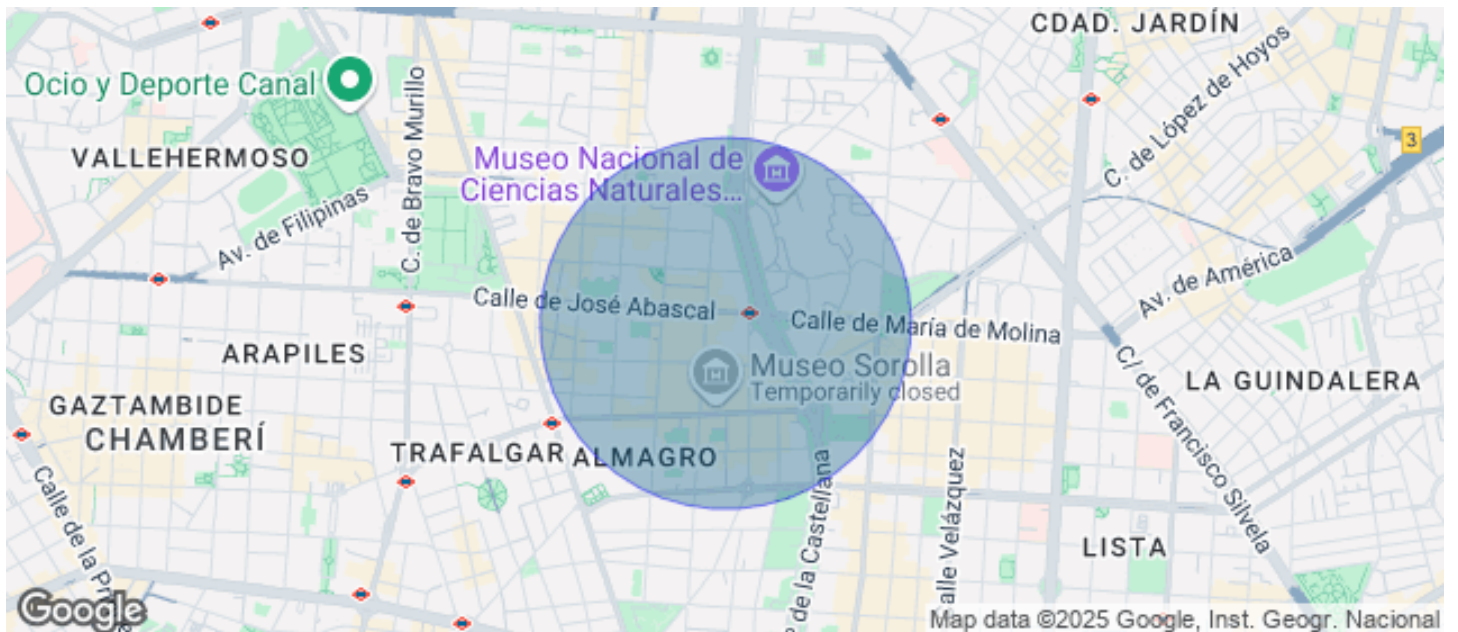 CDAD. JARDÍN
Ocio y Deporte Canal
C. de López de Hoyos
C. de Bravo Murillo
3
VALLEHERMOSO
Museo Nacional de
Ciencias Naturales...
Av. de Filipinas
Av. de América
Calle de José Abascal
Calle de María de Molina
ARAPILES
Museo Sorolla
Temporarily closed
LA GUINDALERA
GAZTAMBIDE
CHAMBERÍ
C/ de Francisco Silvela
TRAFALGAR
ALMAGRO
Calle de la Pr
de la Castellana
alle Velázquez
LISTA
Google
Map data ©2025 Google, Inst. Geogr. Nacional